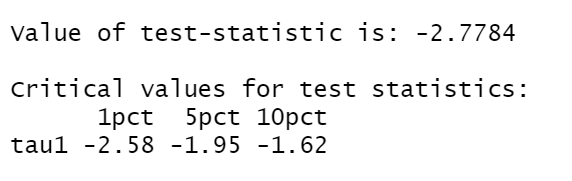 Value of test-statistic is: -2.7784
Critical values for test statistics:
1pct 5pct 10pct
tau1 -2.58 -1.95 -1.62